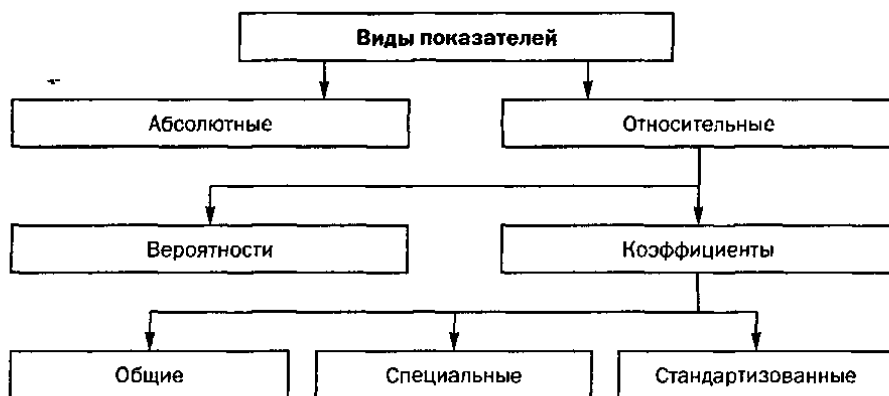 Виды показателей
Абсолютные
Относительные
Вероятности
Коэффициенты
Общие
Специальные
Стандартизованные